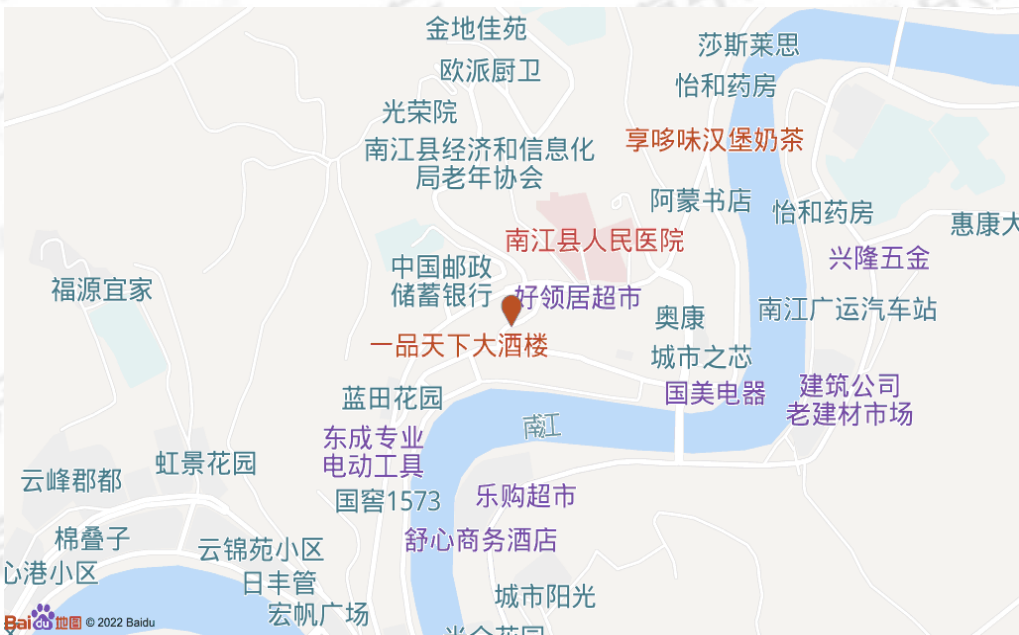 金地佳苑
莎斯莱思
欧派厨卫
怡和药房
光荣院
享哆味汉堡奶茶
南江县经济和信息化
局老年协会
阿蒙书店
怡和药房
惠康大
南江县人民医院
兴隆五金
中国邮政
储蓄银行
福源宜家
好领居超市
南江广运汽车站
奥康
一品天下大酒楼
城市之芯
国美电器
建筑公司
老建材市场
蓝田花园
南江
东成专业
电动工具
虹景花园
云峰郡都
国窖1573
乐购超市
棉叠子
舒心商务酒店
云锦苑小区
心港小区
日丰管
城市阳光
宏帆广场
Bai du 地图 © 2022 Baidu